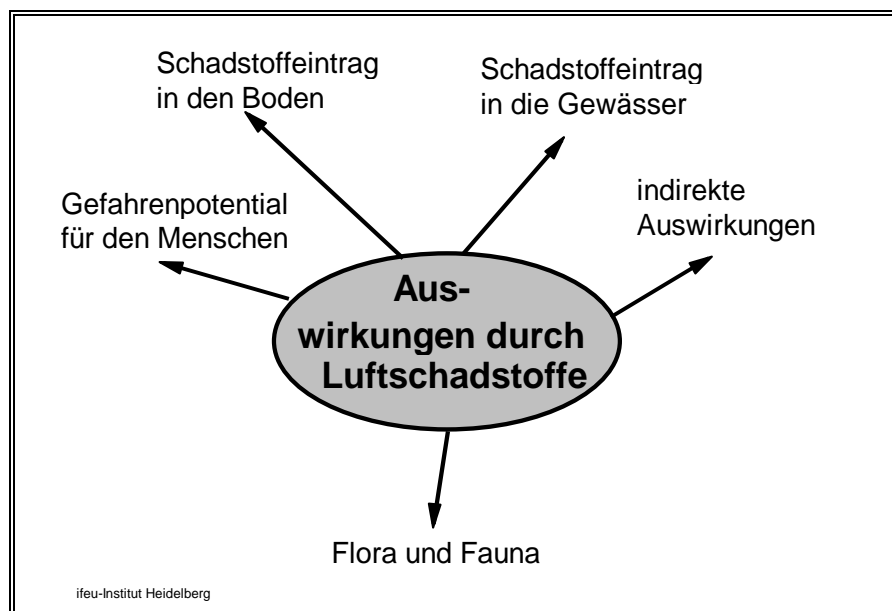 Schadstoffeintrag
in den Boden
Schadstoffeintrag
in die Gewässer
Gefahrenpotential
für den Menschen
indirekte
Auswirkungen
Aus-
wirkungen durch
Luftschadstoffe
Flora und Fauna
ifeu-Institut Heidelberg